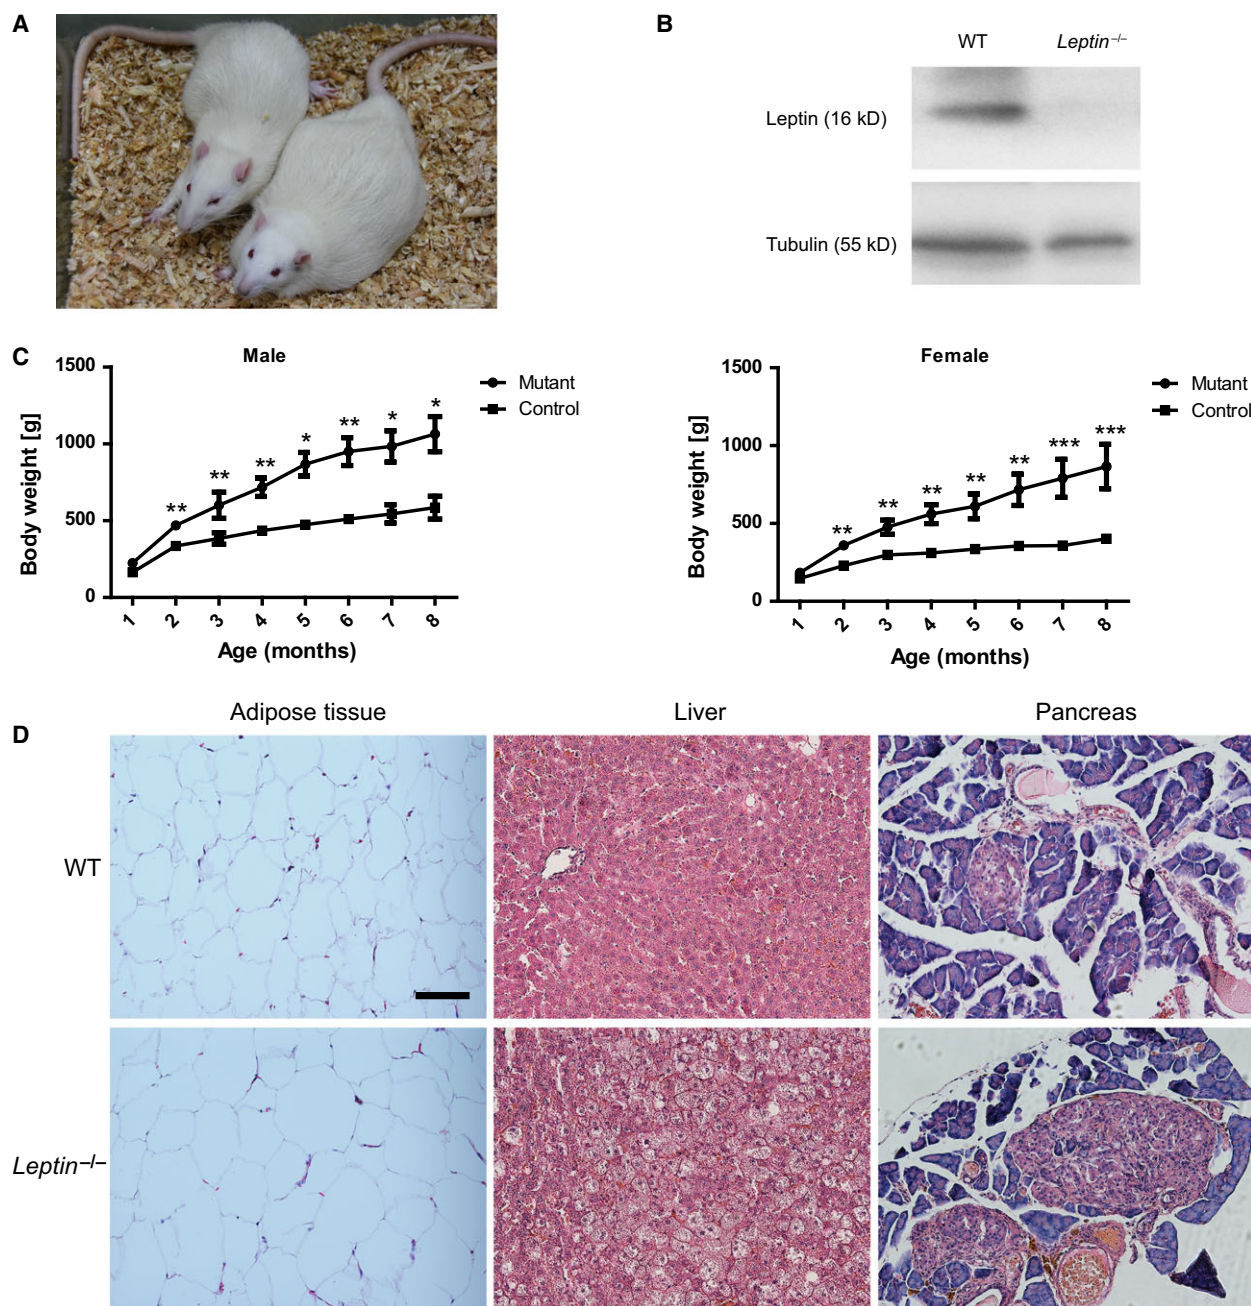 A
B
WT Leptin−/−
Leptin (16 kD)
Tubulin (55 kD)
C
Male
1500
1000
500
0
Body weight [g]
** ** ** * ** * *
1 2 3 4 5 6 7 8
Age (months)
Mutant
Control
Female
1500
1000
500
0
Body weight [g]
** ** ** ** ** *** ***
1 2 3 4 5 6 7 8
Age (months)
Mutant
Control
D
Adipose tissue Liver Pancreas
WT
Leptin−/−